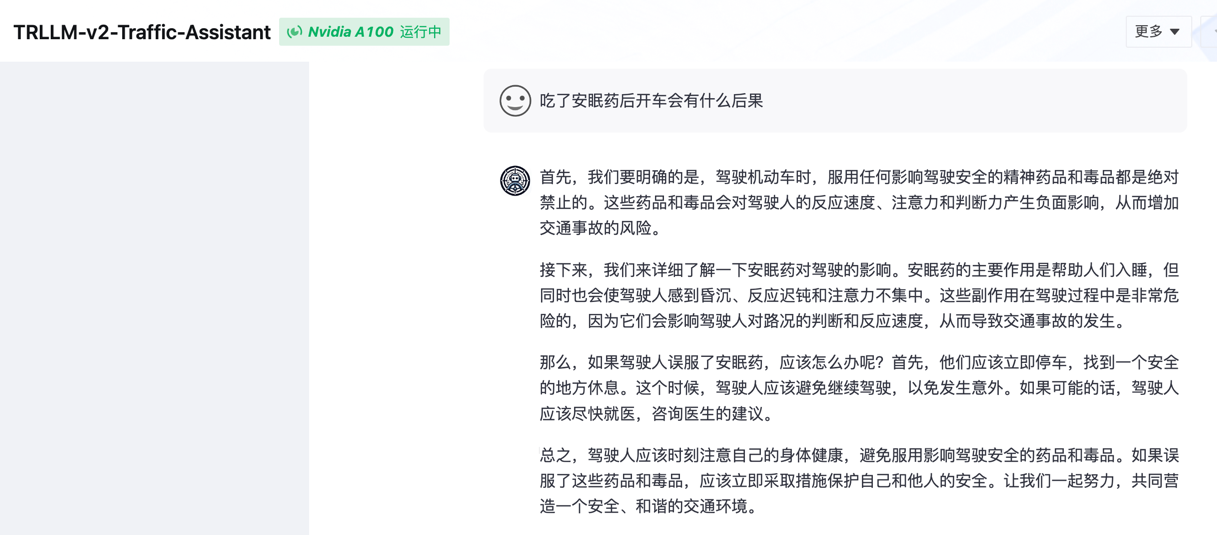 TRLLM-v2-Traffic-Assistant Nvidia A100 运行中 更多
吃了安眠药后开车会有什么后果
首先，我们要明确的是，驾驶机动车时，服用任何影响驾驶安全的精神药品和毒品都是绝对
禁止的。这些药品和毒品会对驾驶人的反应速度、注意力和判断力产生负面影响，从而增加
交通事故的风险。
接下来，我们来详细了解一下安眠药对驾驶的影响。安眠药的主要作用是帮助人们入睡，但
同时也会使驾驶人感到昏沉、反应迟钝和注意力不集中。这些副作用在驾驶过程中是非常危
险的，因为它们会影响驾驶人对路况的判断和反应速度，从而导致交通事故的发生。
那么，如果驾驶人误服了安眠药，应该怎么办呢？首先，他们应该立即停车，找到一个安全
的地方休息。这个时候，驾驶人应该避免继续驾驶，以免发生意外。如果可能的话，驾驶人
应该尽快就医，咨询医生的建议。
总之，驾驶人应该时刻注意自己的身体健康，避免服用影响驾驶安全的药品和毒品。如果误
服了这些药品和毒品，应该立即采取措施保护自己和他人的安全。让我们一起努力，共同营
造一个安全、和谐的交通环境。